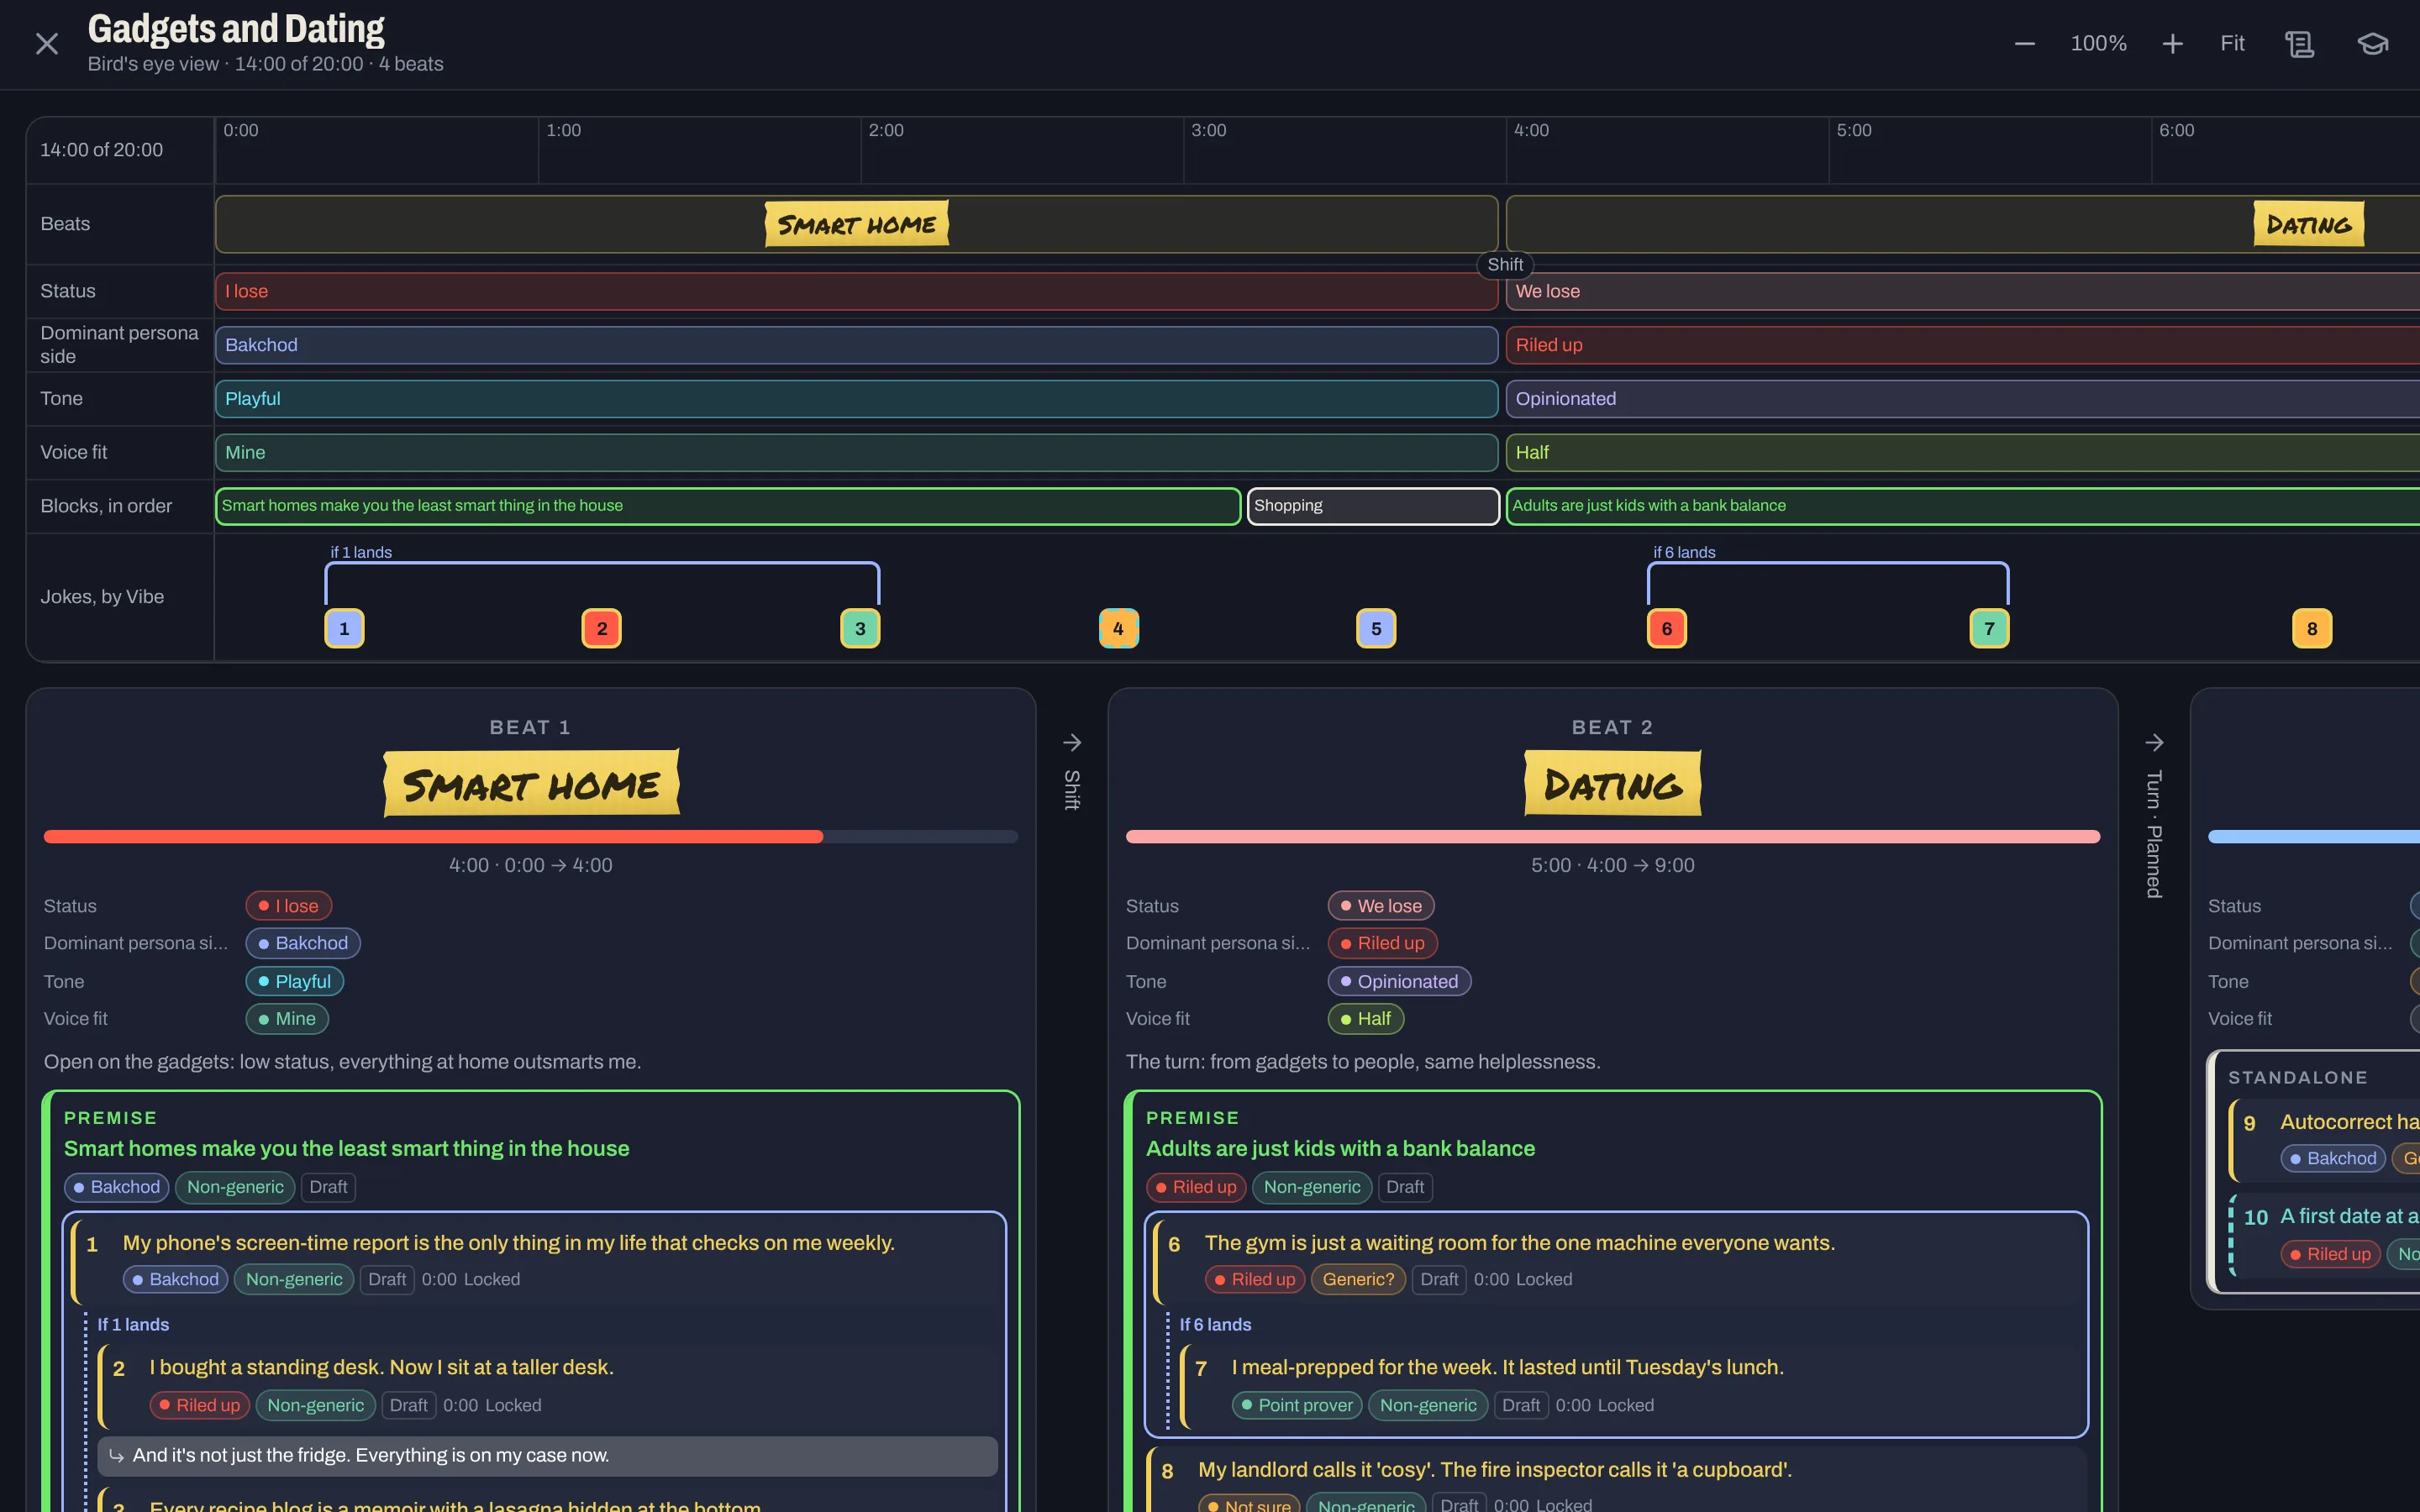 Gadgets and Dating
Bird's eye view · 14:00 of 20:00 · 4 beats
100%
Fit
14:00 of 20:00
0:00
1:00
2:00
3:00
4:00
5:00
6:00
Beats
Smart home
Dating
Shift
Status
I lose
We lose
Dominant persona side
Bakchod
Riled up
Tone
Playful
Opinionated
Voice fit
Mine
Half
Blocks, in order
Smart homes make you the least smart thing in the house
Shopping
Adults are just kids with a bank balance
Jokes, by Vibe
if 1 lands
if 6 lands
1 2 3 4 5 6 7 8
BEAT 1
Smart home
4:00 · 0:00 → 4:00
Status I lose
Dominant persona si... Bakchod
Tone Playful
Voice fit Mine
Open on the gadgets: low status, everything at home outsmarts me.
PREMISE
Smart homes make you the least smart thing in the house
Bakchod Non-generic Draft
1 My phone's screen-time report is the only thing in my life that checks on me weekly.
Bakchod Non-generic Draft 0:00 Locked
If 1 lands
2 I bought a standing desk. Now I sit at a taller desk.
Riled up Non-generic Draft 0:00 Locked
And it's not just the fridge. Everything is on my case now.
3 Every recipe blog is a memoir with a lasagna hidden at the bottom.
Shift
BEAT 2
Dating
5:00 · 4:00 → 9:00
Status We lose
Dominant persona si... Riled up
Tone Opinionated
Voice fit Half
The turn: from gadgets to people, same helplessness.
PREMISE
Adults are just kids with a bank balance
Riled up Non-generic Draft
6 The gym is just a waiting room for the one machine everyone wants.
Riled up Generic? Draft 0:00 Locked
If 6 lands
7 I meal-prepped for the week. It lasted until Tuesday's lunch.
Point prover Non-generic Draft 0:00 Locked
8 My landlord calls it 'cosy'. The fire inspector calls it 'a cupboard'.
Not sure Non-generic Draft 0:00 Locked
Turn · Planned
Status
Dominant persona si...
Tone
Voice fit
STANDALONE
9 Autocorrect ha
Bakchod
10 A first date at a
Riled up